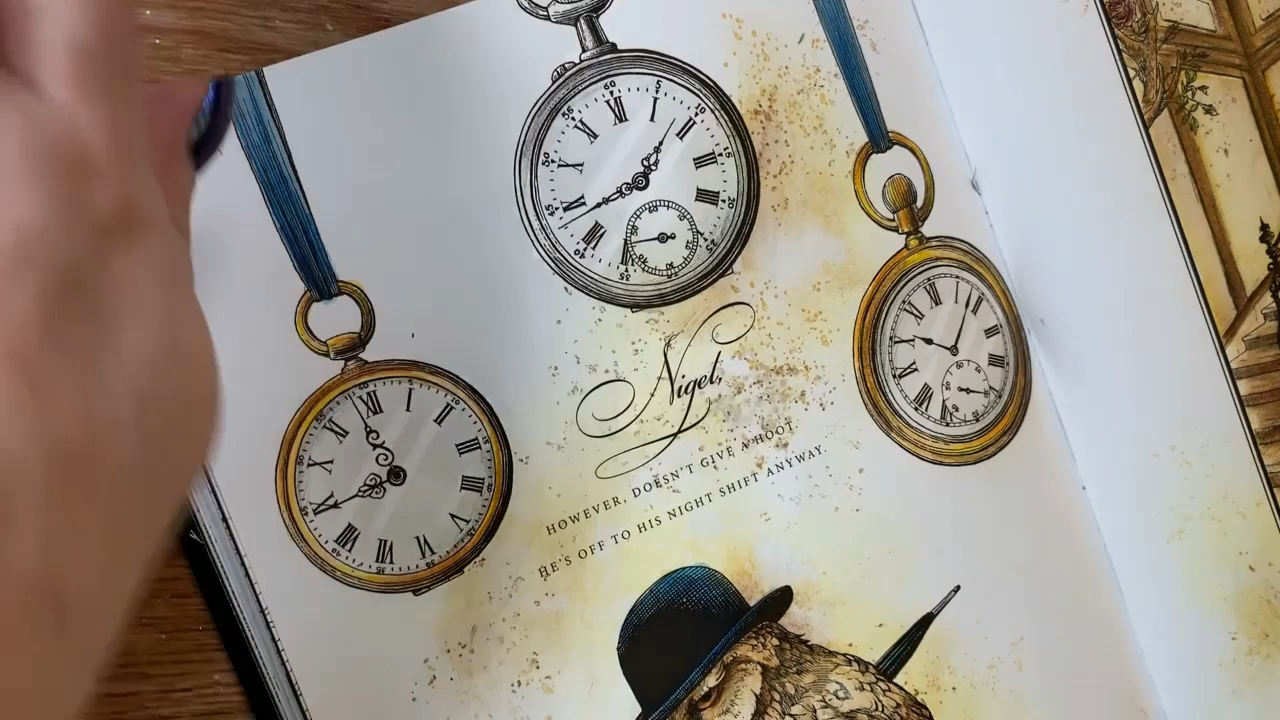 Nigel,
HOWEVER, DOESN'T GIVE A HOOT.
HE'S OFF TO HIS NIGHT SHIFT ANYWAY.